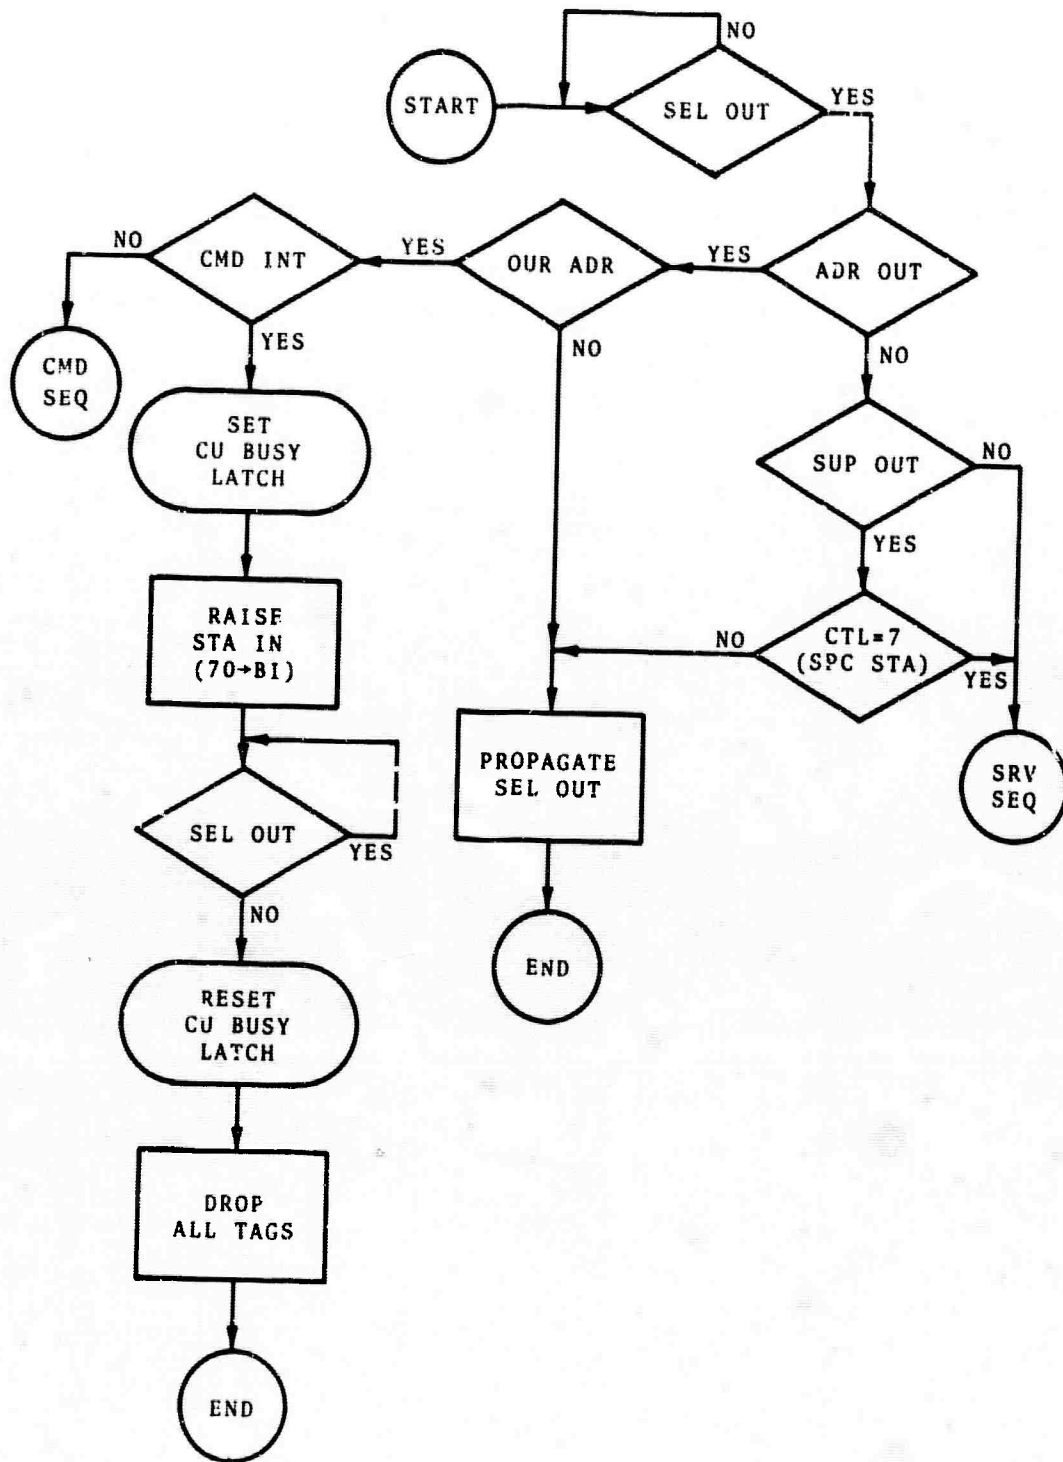 NO
START
SEL OUT
YES
NO
CMD INT
YES
OUR ADR
YES
ADR OUT
YES
NO
NO
CMD
SEQ
SET
CU BUSY
LATCH
SUP OUT
NO
YES
RAISE
STA IN
(70→BI)
NO
CTL=7
(SPC STA)
YES
PROPAGATE
SEL OUT
SRV
SEQ
SEL OUT
YES
NO
END
RESET
CU BUSY
LATCH
DROP
ALL TAGS
END